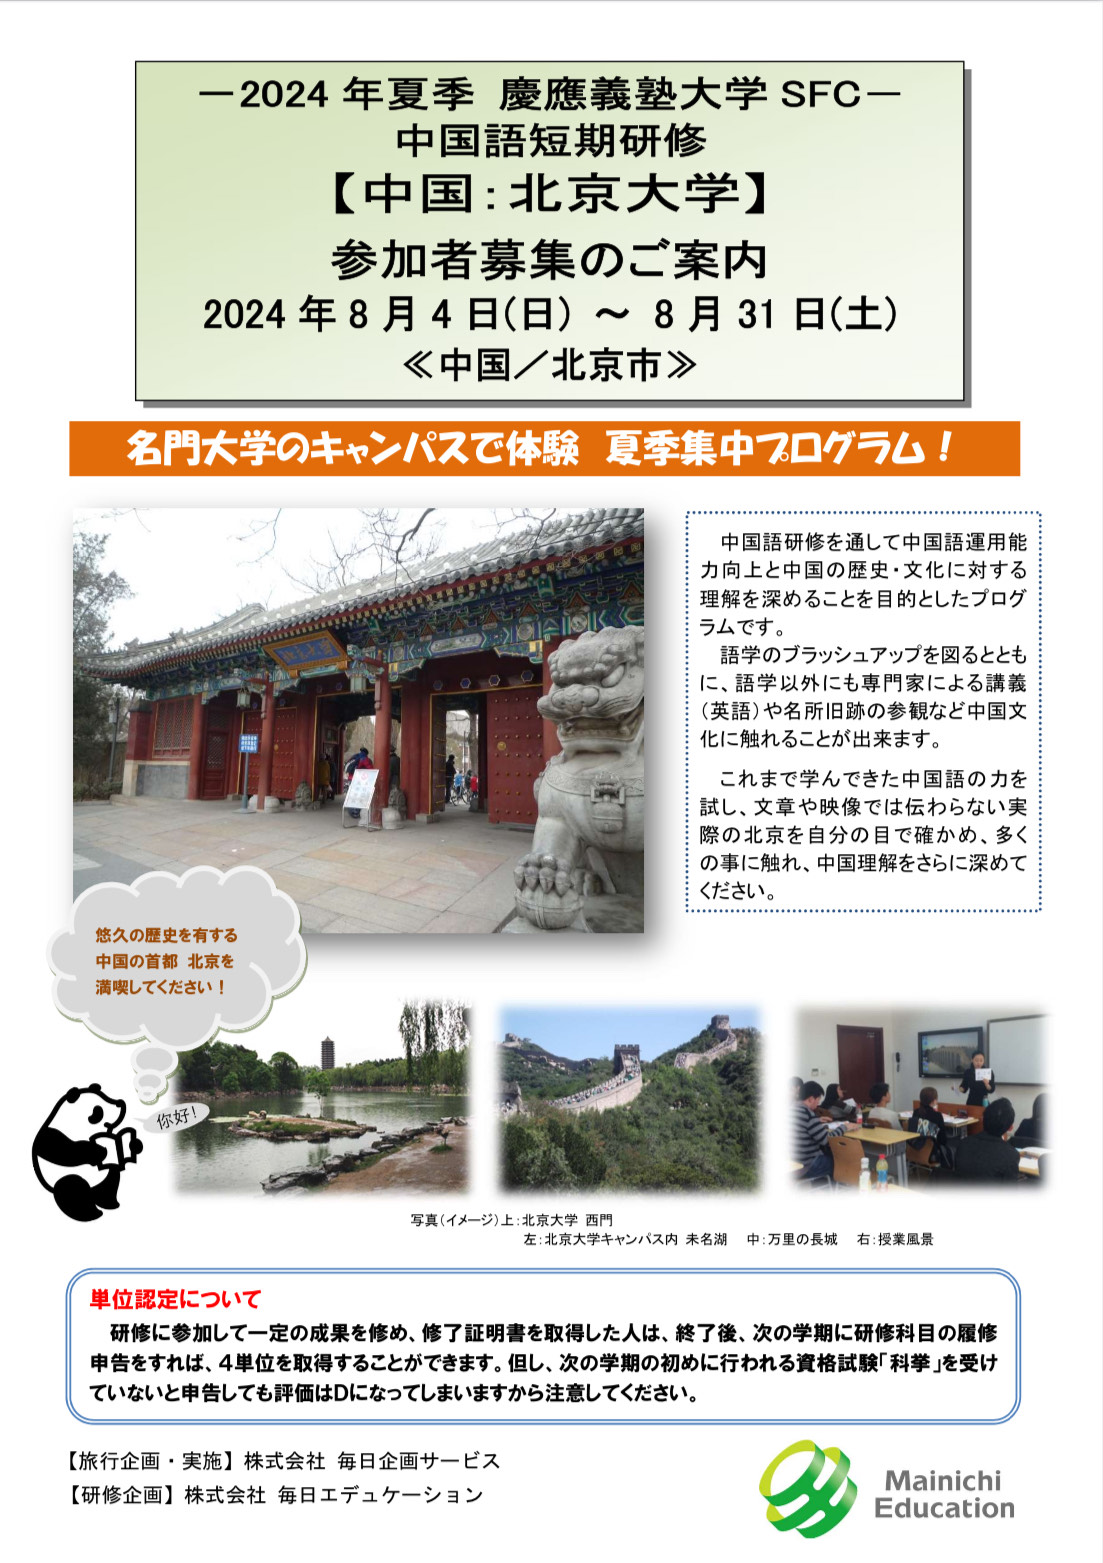 －2024 年夏季 慶應義塾大学 SFC－
中国語短期研修
【中国：北京大学】
参加者募集のご案内
2024 年 8 月 4 日(日) ～ 8 月 31 日(土)
≪中国／北京市≫
名門大学のキャンパスで体験 夏季集中プログラム！
中国語研修を通して中国語運用能
力向上と中国の歴史・文化に対する
理解を深めることを目的としたプログ
ラムです。
語学のブラッシュアップを図るととも
に、語学以外にも専門家による講義
（英語）や名所旧跡の参観など中国文
化に触れることが出来ます。
これまで学んできた中国語の力を
試し、文章や映像では伝わらない実
際の北京を自分の目で確かめ、多く
の事に触れ、中国理解をさらに深めて
ください。
悠久の歴史を有する
中国の首都 北京を
満喫してください！
你好！
写真（イメージ）上：北京大学 西門
左：北京大学キャンパス内 未名湖 中：万里の長城 右：授業風景
単位認定について
研修に参加して一定の成果を修め、修了証明書を取得した人は、終了後、次の学期に研修科目の履修
申告をすれば、４単位を取得することができます。但し、次の学期の初めに行われる資格試験「科挙」を受け
ていないと申告しても評価はＤになってしまいますから注意してください。
【旅行企画・実施】株式会社 毎日企画サービス
【研修企画】株式会社 毎日エデュケーション
Mainichi
Education